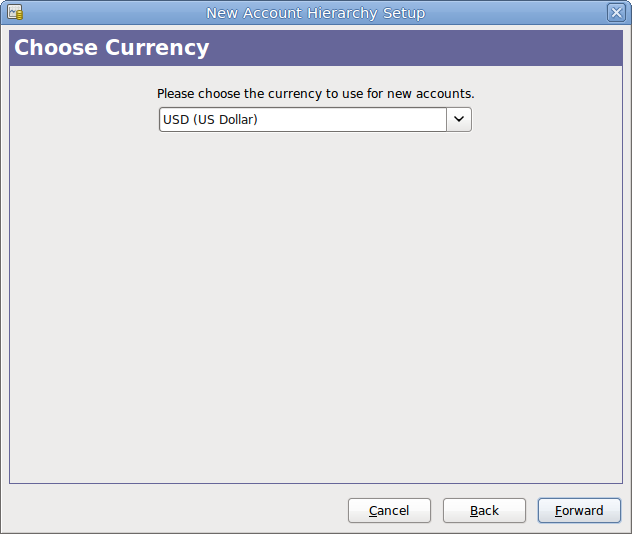 New Account Hierarchy Setup
Choose Currency
Please choose the currency to use for new accounts.
USD (US Dollar)
Cancel
Back
Forward